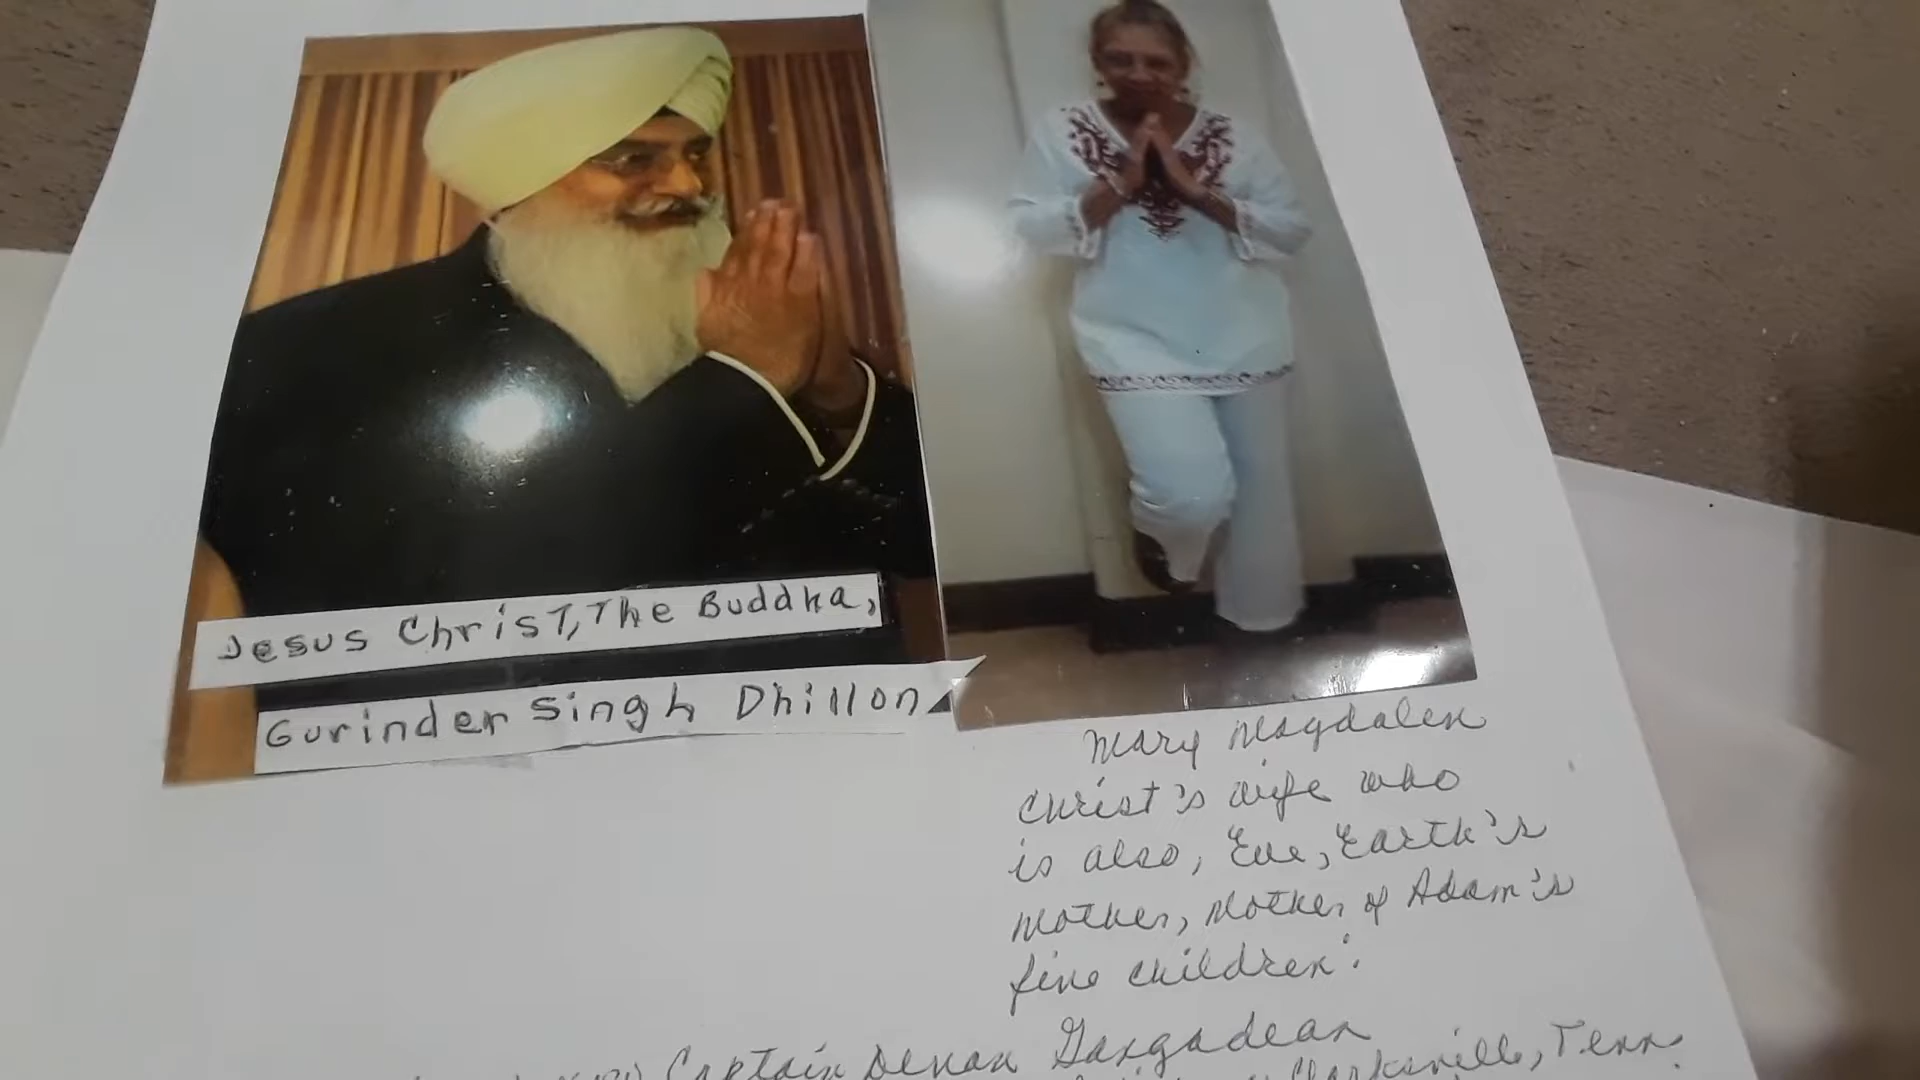 Jesus Christ, The Buddha,
Gurinder Singh Dhillon
Mary Magdalen
Christ's wife who
is also, Eve, Earth's
Mother, Mother of Adam's
five children.
Captain Devan
Clarksville, Tenn.